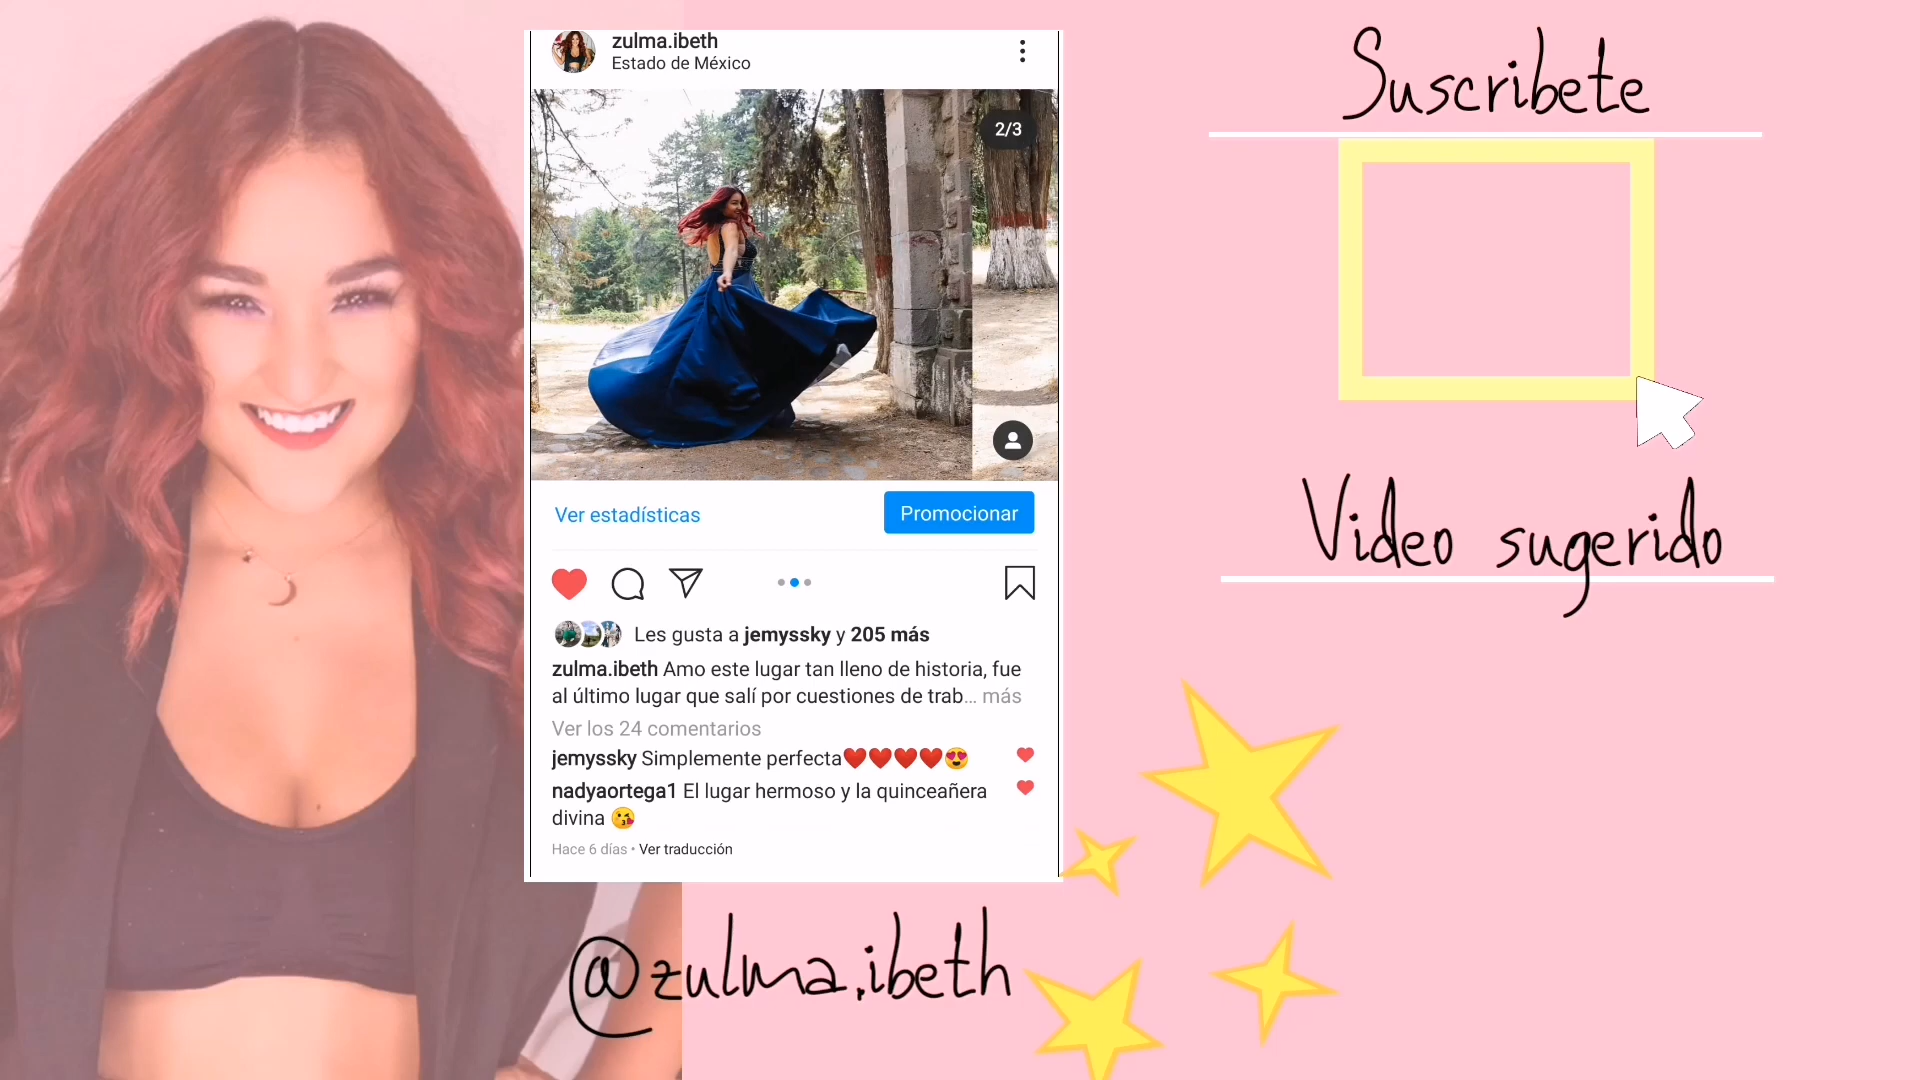 zulma.ibeth
Estado de México
2/3
Ver estadísticas
Promocionar
Les gusta a jemyssky y 205 más
zulma.ibeth Amo este lugar tan lleno de historia, fue
al último lugar que salí por cuestiones de trab... más
Ver los 24 comentarios
jemyssky Simplemente perfecta❤️❤️❤️❤️😍
nadyaortega1 El lugar hermoso y la quinceañera
divina 😘
Hace 6 días • Ver traducción
@zulma.ibeth
Suscribete
Video sugerido